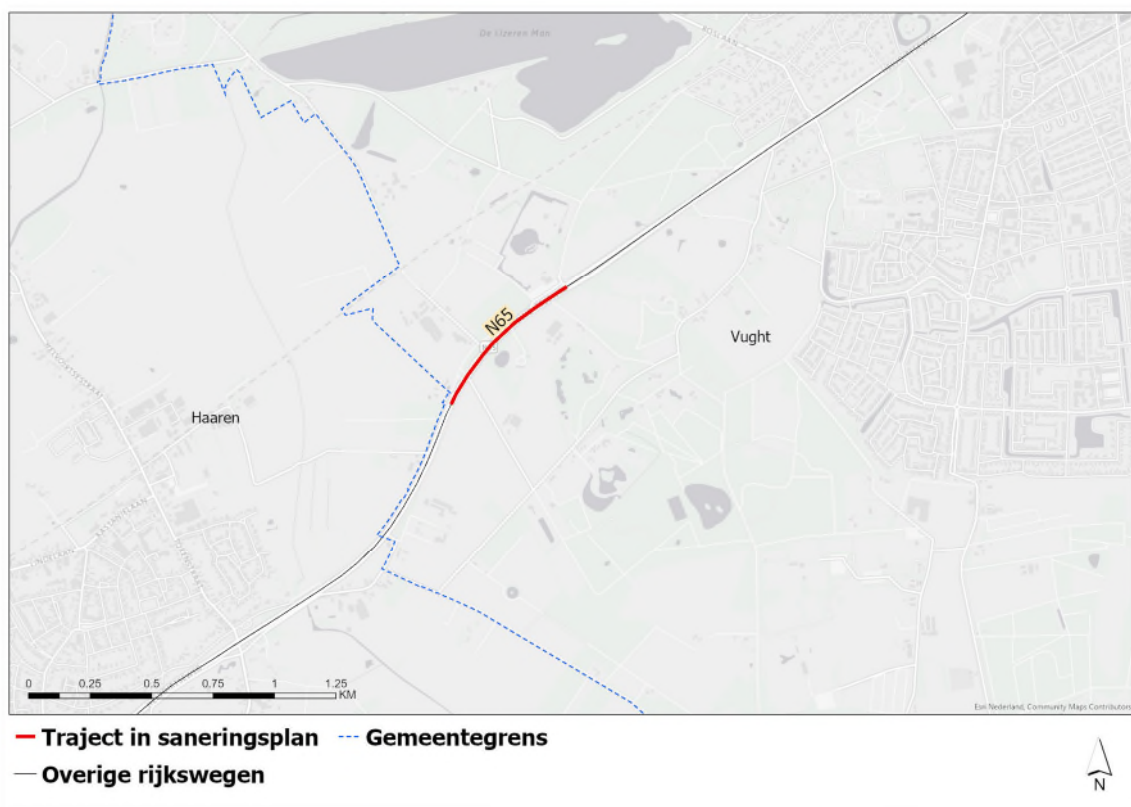 De IJzeren Man
BOSLAAN
N65
Vught
Haaren
0 0.25 0.5 0.75 1 1.25
KM
Esri Nederland, Community Maps Contributors
Traject in saneringsplan
Gemeentegrens
Overige rijkswegen
N